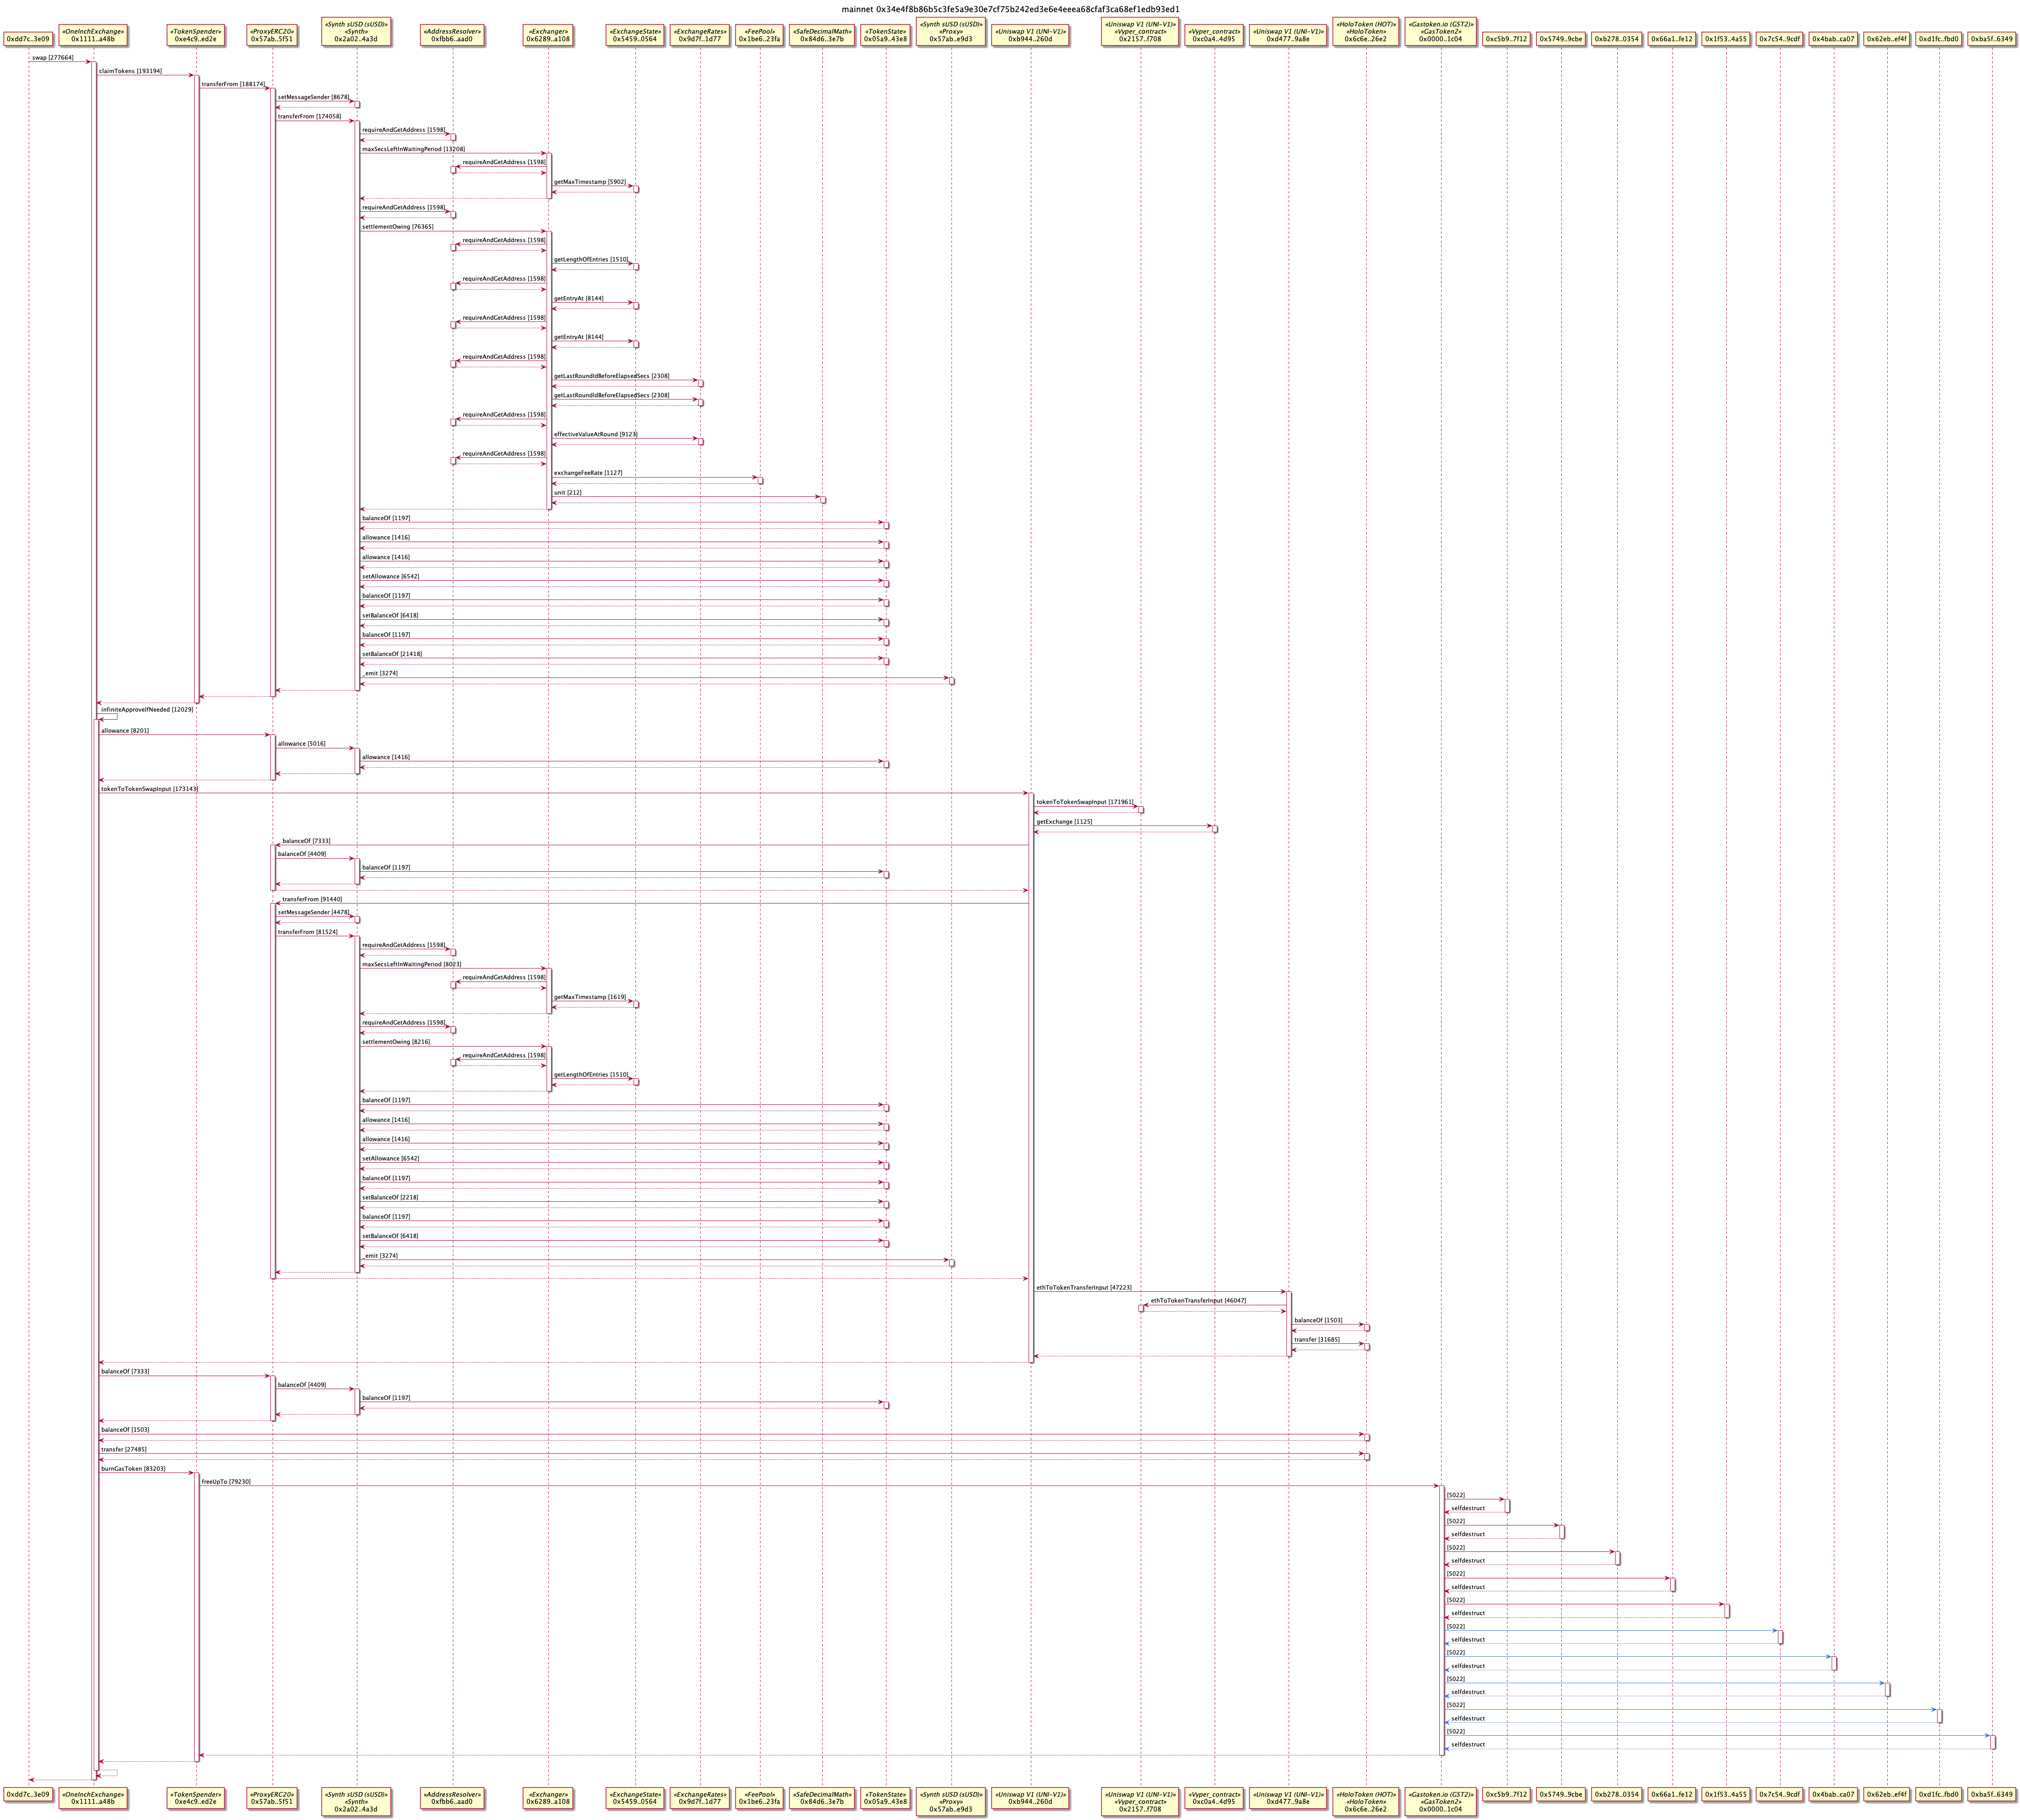 mainnet 0x34e4f8b86b5c3fe5a9e30e7cf75b242ed3e6e4eeea68cfaf3ca68ef1edb93ed1
0xdd7c..3e09
«OneInchExchange»
0x1111..a48b
«TokenSpender»
0xe4c9..ed2e
«ProxyERC20»
0x57ab..5f51
«Synth sUSD (sUSD)»
«Synth»
0x2a02..4a3d
«AddressResolver»
0xfbb6..aad0
«Exchanger»
0x6289..a108
«ExchangeState»
0x5459..0564
«ExchangeRates»
0x9d7f..1d77
«FeePool»
0x1be6..23fa
«SafeDecimalMath»
0x84d6..3e7b
«TokenState»
0x05a9..43e8
«Synth sUSD (sUSD)»
«Proxy»
0x57ab..e9d3
«Uniswap V1 (UNI-V1)»
0xb944..260d
«Uniswap V1 (UNI-V1)»
«Vyper_contract»
0x2157..f708
«Vyper_contract»
0xc0a4..4d95
«Uniswap V1 (UNI-V1)»
0xd477..9a8e
«HoloToken (HOT)»
«HoloToken»
0x6c6e..26e2
«Gastoken.io (GST2)»
«GasToken2»
0x0000..1c04
0xc5b9..7f12
0x5749..9cbe
0xb278..0354
0x66a1..fe12
0x1f53..4a55
0x7c54..9cdf
0x4bab..ca07
0x62eb..ef4f
0xd1fc..fbd0
0xba5f..6349
swap [277664]
claimTokens [193194]
transferFrom [188174]
setMessageSender [8678]
transferFrom [174058]
requireAndGetAddress [1598]
maxSecsLeftInWaitingPeriod [13208]
requireAndGetAddress [1598]
getMaxTimestamp [5902]
requireAndGetAddress [1598]
settlementOwing [76365]
requireAndGetAddress [1598]
getLengthOfEntries [1510]
requireAndGetAddress [1598]
getEntryAt [8144]
requireAndGetAddress [1598]
getEntryAt [8144]
requireAndGetAddress [1598]
getLastRoundIdBeforeElapsedSecs [2308]
getLastRoundIdBeforeElapsedSecs [2308]
requireAndGetAddress [1598]
effectiveValueAtRound [9123]
requireAndGetAddress [1598]
exchangeFeeRate [1127]
unit [212]
balanceOf [1197]
allowance [1416]
allowance [1416]
setAllowance [6542]
balanceOf [1197]
setBalanceOf [6418]
balanceOf [1197]
setBalanceOf [21418]
_emit [3274]
infiniteApproveIfNeeded [12029]
allowance [8201]
allowance [5016]
allowance [1416]
tokenToTokenSwapInput [173143]
tokenToTokenSwapInput [171961]
getExchange [1125]
balanceOf [7333]
balanceOf [4409]
balanceOf [1197]
transferFrom [91440]
setMessageSender [4478]
transferFrom [81524]
requireAndGetAddress [1598]
maxSecsLeftInWaitingPeriod [8023]
requireAndGetAddress [1598]
getMaxTimestamp [1619]
requireAndGetAddress [1598]
settlementOwing [8216]
requireAndGetAddress [1598]
getLengthOfEntries [1510]
balanceOf [1197]
allowance [1416]
allowance [1416]
setAllowance [6542]
balanceOf [1197]
setBalanceOf [2218]
balanceOf [1197]
setBalanceOf [6418]
_emit [3274]
ethToTokenTransferInput [47223]
ethToTokenTransferInput [46047]
balanceOf [1503]
transfer [31685]
balanceOf [7333]
balanceOf [4409]
balanceOf [1197]
balanceOf [1503]
transfer [27485]
burnGasToken [83203]
freeUpTo [79230]
[5022]
selfdestruct
[5022]
selfdestruct
[5022]
selfdestruct
[5022]
selfdestruct
[5022]
selfdestruct
[5022]
selfdestruct
[5022]
selfdestruct
[5022]
selfdestruct
[5022]
selfdestruct
[5022]
selfdestruct
0xdd7c..3e09
«OneInchExchange»
0x1111..a48b
«TokenSpender»
0xe4c9..ed2e
«ProxyERC20»
0x57ab..5f51
«Synth sUSD (sUSD)»
«Synth»
0x2a02..4a3d
«AddressResolver»
0xfbb6..aad0
«Exchanger»
0x6289..a108
«ExchangeState»
0x5459..0564
«ExchangeRates»
0x9d7f..1d77
«FeePool»
0x1be6..23fa
«SafeDecimalMath»
0x84d6..3e7b
«TokenState»
0x05a9..43e8
«Synth sUSD (sUSD)»
«Proxy»
0x57ab..e9d3
«Uniswap V1 (UNI-V1)»
0xb944..260d
«Uniswap V1 (UNI-V1)»
«Vyper_contract»
0x2157..f708
«Vyper_contract»
0xc0a4..4d95
«Uniswap V1 (UNI-V1)»
0xd477..9a8e
«HoloToken (HOT)»
«HoloToken»
0x6c6e..26e2
«Gastoken.io (GST2)»
«GasToken2»
0x0000..1c04
0xc5b9..7f12
0x5749..9cbe
0xb278..0354
0x66a1..fe12
0x1f53..4a55
0x7c54..9cdf
0x4bab..ca07
0x62eb..ef4f
0xd1fc..fbd0
0xba5f..6349